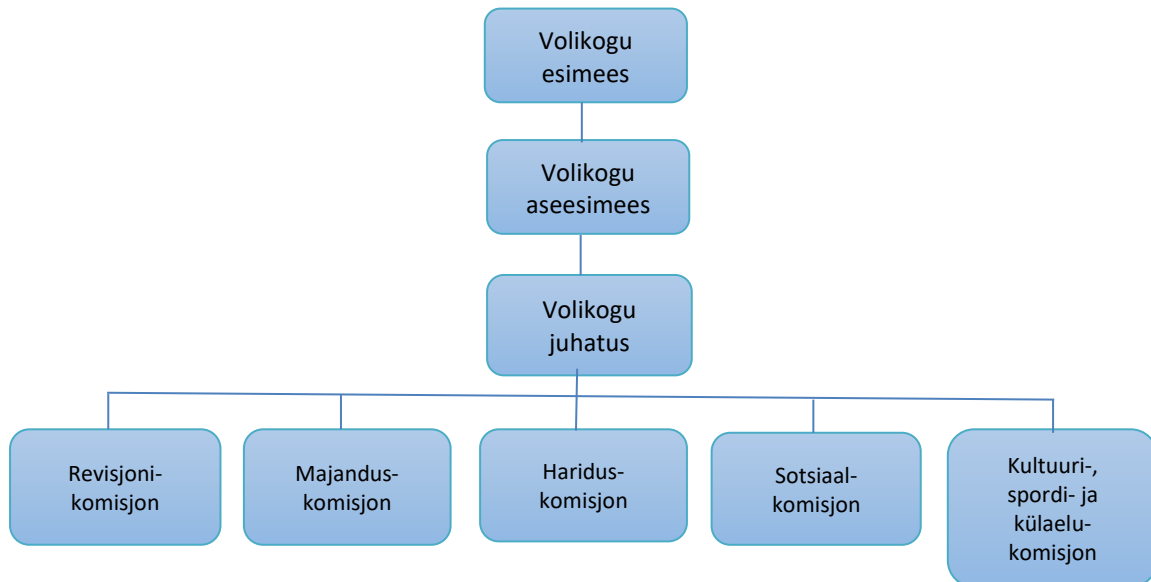 Volikogu
esimees
Volikogu
aseesimees
Volikogu
juhatus
Revisjoni-
komisjon
Majandus-
komisjon
Haridus-
komisjon
Sotsiaal-
komisjon
Kultuuri-,
spordi- ja
külaelu-
komisjon